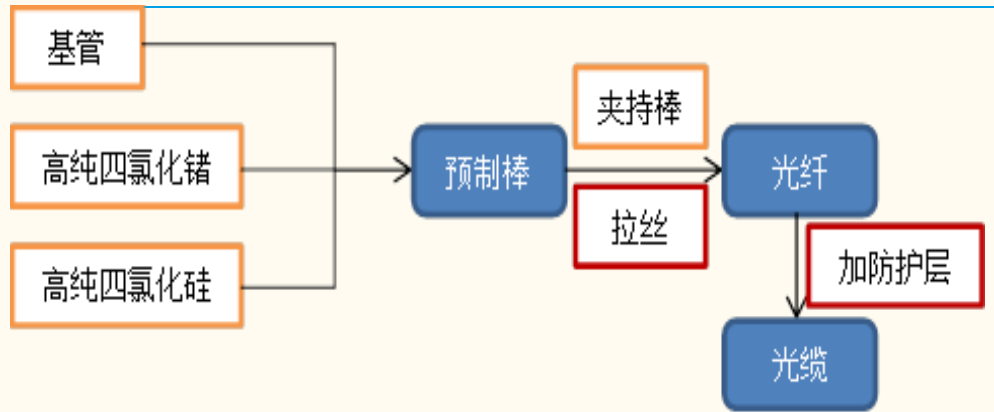 基管
高纯四氯化锗
高纯四氯化硅
预制棒
夹持棒
拉丝
光纤
加防护层
光缆